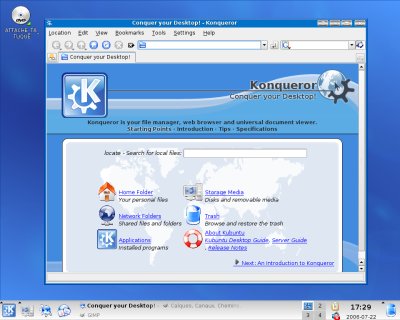 Conquer your Desktop! - Konqueror
Location Edit View Bookmarks Tools Settings Help
Conquer your Desktop!
ATTACHE TA
TUQUE
Konqueror
Conquer your Desktop!
Konqueror is your file manager, web browser and universal document viewer.
Starting Points - Introduction - Tips - Specifications
locate - Search for local files:
Home Folder
Your personal files
Storage Media
Disks and removable media
Network Folders
Shared files and folders
Trash
Browse and restore the trash
Applications
Installed programs
About Kubuntu
Kubuntu Desktop Guide, Server Guide
, Release Notes
Next: An Introduction to Konqueror
Conquer your Desktop! -
GIMP
1 2
3 4
17:29
2006-07-22